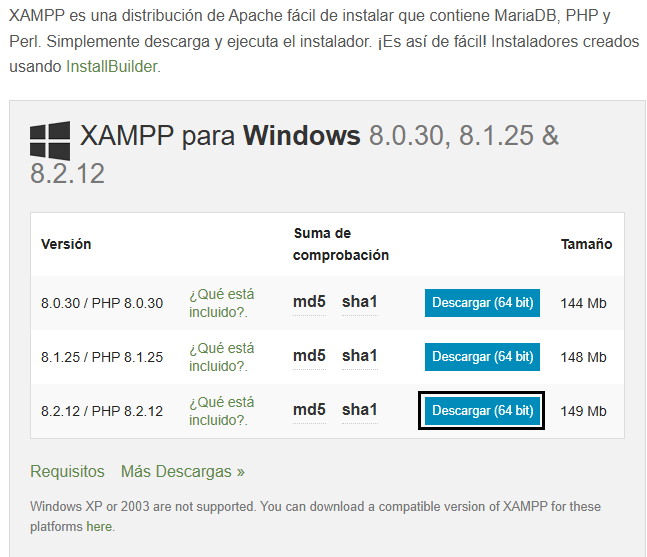 XAMPP es una distribución de Apache fácil de instalar que contiene MariaDB, PHP y
Perl. Simplemente descarga y ejecuta el instalador. ¡Es así de fácil! Instaladores creados
usando InstallBuilder.
XAMPP para Windows 8.0.30, 8.1.25 &
8.2.12
Versión Suma de comprobación Tamaño
8.0.30 / PHP 8.0.30 ¿Qué está incluido?. md5 sha1 Descargar (64 bit) 144 Mb
8.1.25 / PHP 8.1.25 ¿Qué está incluido?. md5 sha1 Descargar (64 bit) 148 Mb
8.2.12 / PHP 8.2.12 ¿Qué está incluido?. md5 sha1 Descargar (64 bit) 149 Mb
Requisitos Más Descargas »
Windows XP or 2003 are not supported. You can download a compatible version of XAMPP for these
platforms here.